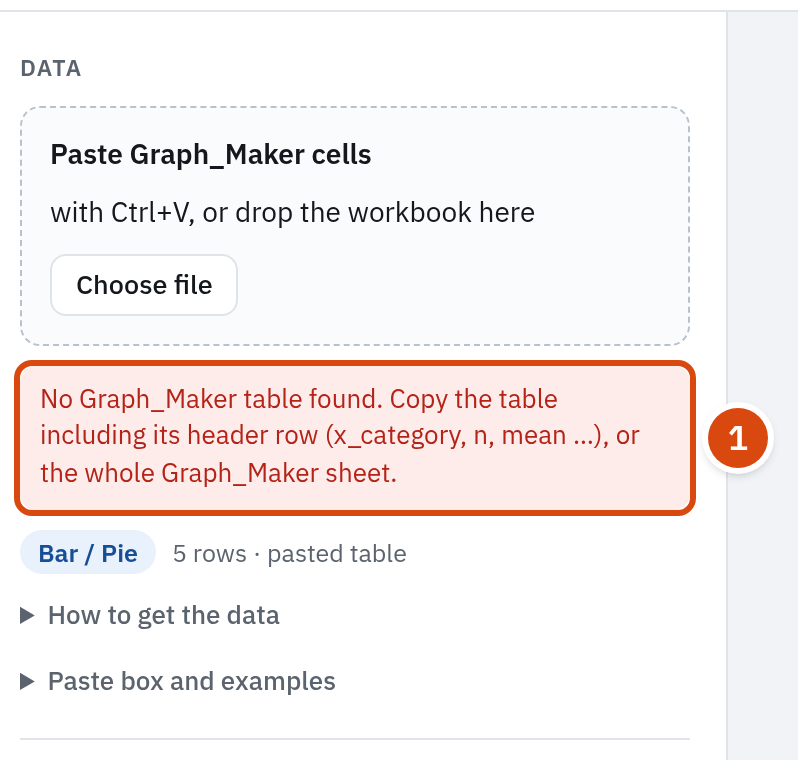 DATA
Paste Graph_Maker cells
with Ctrl+V, or drop the workbook here
Choose file
No Graph_Maker table found. Copy the table
including its header row (x_category, n, mean ...), or
the whole Graph_Maker sheet.
1
Bar / Pie 5 rows · pasted table
▶ How to get the data
▶ Paste box and examples